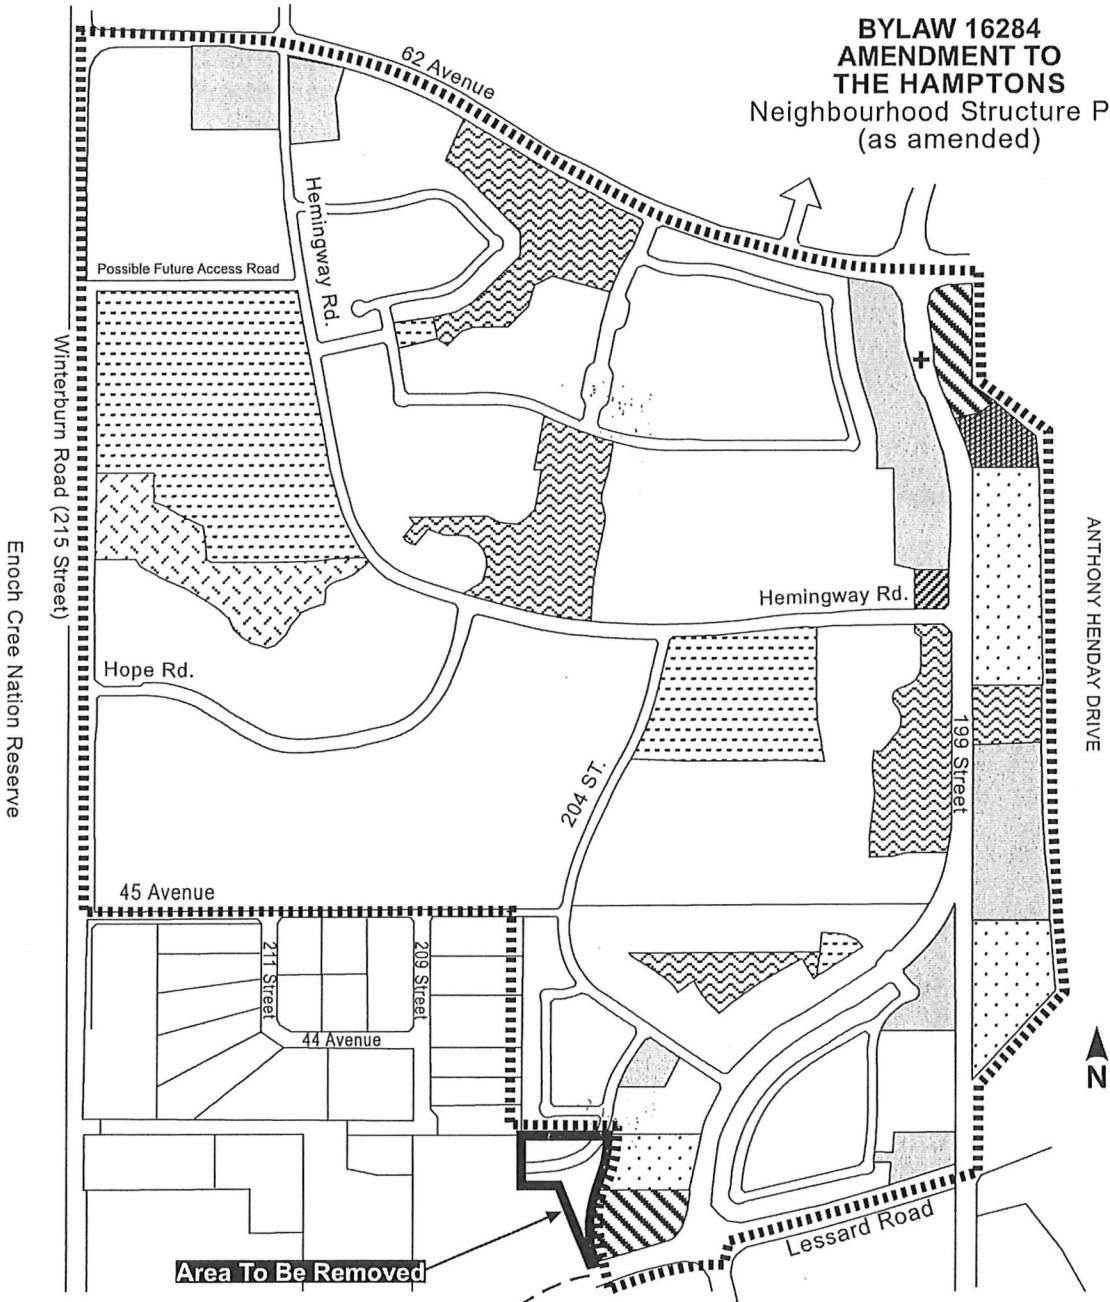 BYLAW 16284
AMENDMENT TO
THE HAMPTONS
Neighbourhood Structure P
(as amended)
62 Avenue
Hemingway Rd.
Possible Future Access Road
Winterburn Road (215 Street)
Enoch Cree Nation Reserve
ANTHONY HENDAY DRIVE
Hemingway Rd.
Hope Rd.
199 Street
204 ST.
45 Avenue
211 Street
209 Street
44 Avenue
N
Lessard Road
Area To Be Removed